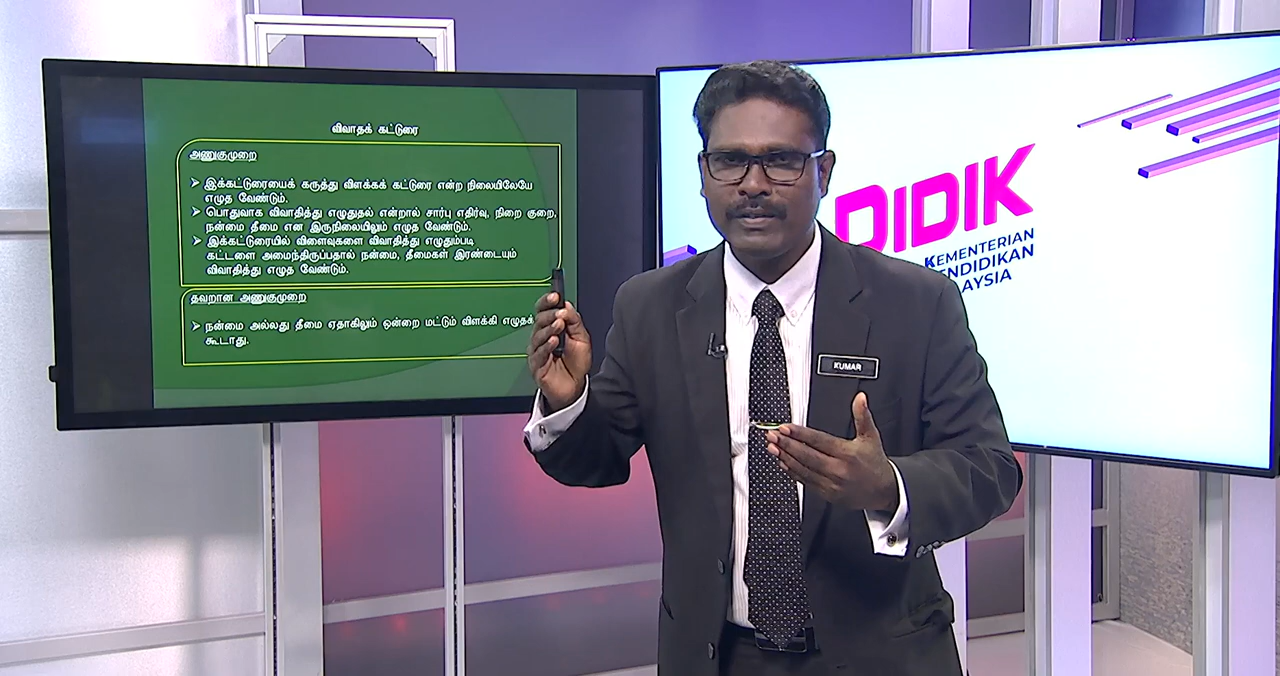 விவாதக் கட்டுரை
அணுகுமுறை
➢ இக்கட்டுரையைக் கருத்து விளக்கக் கட்டுரை என்ற நிலையிலேயே
எழுத வேண்டும்.
➢ பொதுவாக விவாதித்து எழுதுதல் என்றால் சார்பு எதிர்வு, நிறை குறை,
நன்மை தீமை என இருநிலையிலும் எழுத வேண்டும்.
➢ இக்கட்டுரையில் விளைவுகளை விவாதித்து எழுதும்படி
கட்டளை அமைந்திருப்பதால் நன்மை, தீமைகள் இரண்டையும்
விவாதித்து எழுத வேண்டும்.
தவறான அணுகுமுறை
➢ நன்மை அல்லது தீமை ஏதாகிலும் ஒன்றை மட்டும் விளக்கி எழுதக்
கூடாது.
DIDIK
KEMENTERIAN
ENDIDIKAN
AYSIA
KUMAR